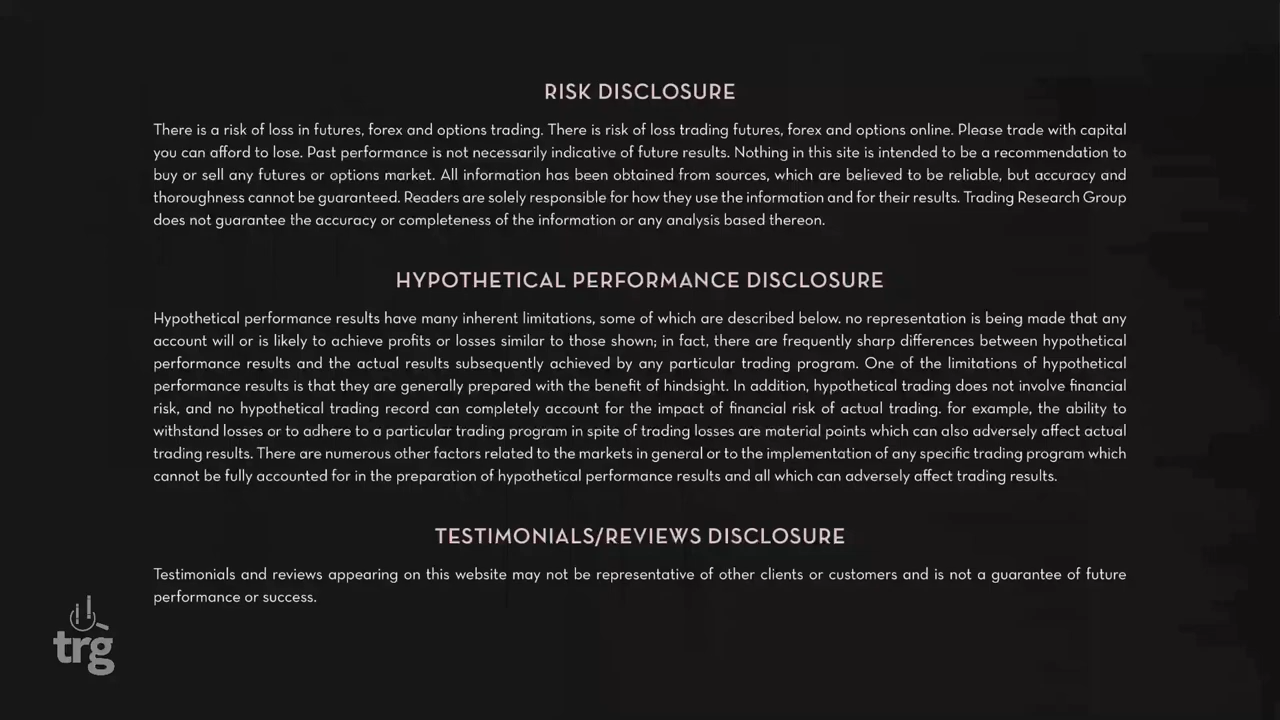 RISK DISCLOSURE
There is a risk of loss in futures, forex and options trading. There is risk of loss trading futures, forex and options online. Please trade with capital
you can afford to lose. Past performance is not necessarily indicative of future results. Nothing in this site is intended to be a recommendation to
buy or sell any futures or options market. All information has been obtained from sources, which are believed to be reliable, but accuracy and
thoroughness cannot be guaranteed. Readers are solely responsible for how they use the information and for their results. Trading Research Group
does not guarantee the accuracy or completeness of the information or any analysis based thereon.
HYPOTHETICAL PERFORMANCE DISCLOSURE
Hypothetical performance results have many inherent limitations, some of which are described below. no representation is being made that any
account will or is likely to achieve profits or losses similar to those shown; in fact, there are frequently sharp differences between hypothetical
performance results and the actual results subsequently achieved by any particular trading program. One of the limitations of hypothetical
performance results is that they are generally prepared with the benefit of hindsight. In addition, hypothetical trading does not involve financial
risk, and no hypothetical trading record can completely account for the impact of financial risk of actual trading. for example, the ability to
withstand losses or to adhere to a particular trading program in spite of trading losses are material points which can also adversely affect actual
trading results. There are numerous other factors related to the markets in general or to the implementation of any specific trading program which
cannot be fully accounted for in the preparation of hypothetical performance results and all which can adversely affect trading results.
TESTIMONIALS/REVIEWS DISCLOSURE
Testimonials and reviews appearing on this website may not be representative of other clients or customers and is not a guarantee of future
performance or success.
trg